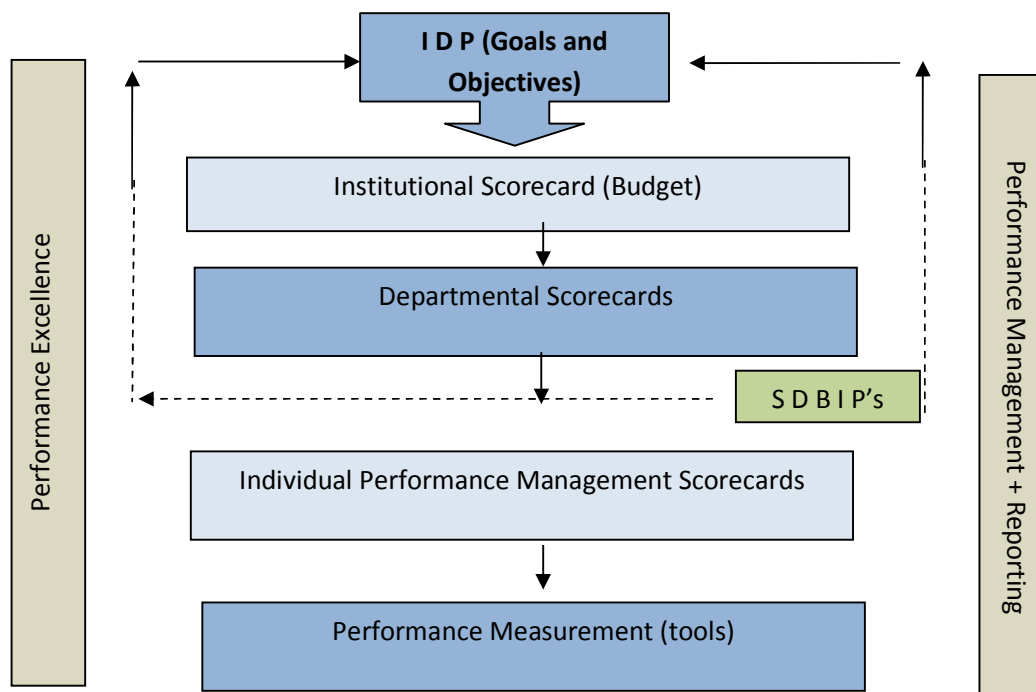 I D P (Goals and
Objectives)
Institutional Scorecard (Budget)
Departmental Scorecards
S D B I P’s
Individual Performance Management Scorecards
Performance Measurement (tools)
Performance Excellence
Performance Management + Reporting